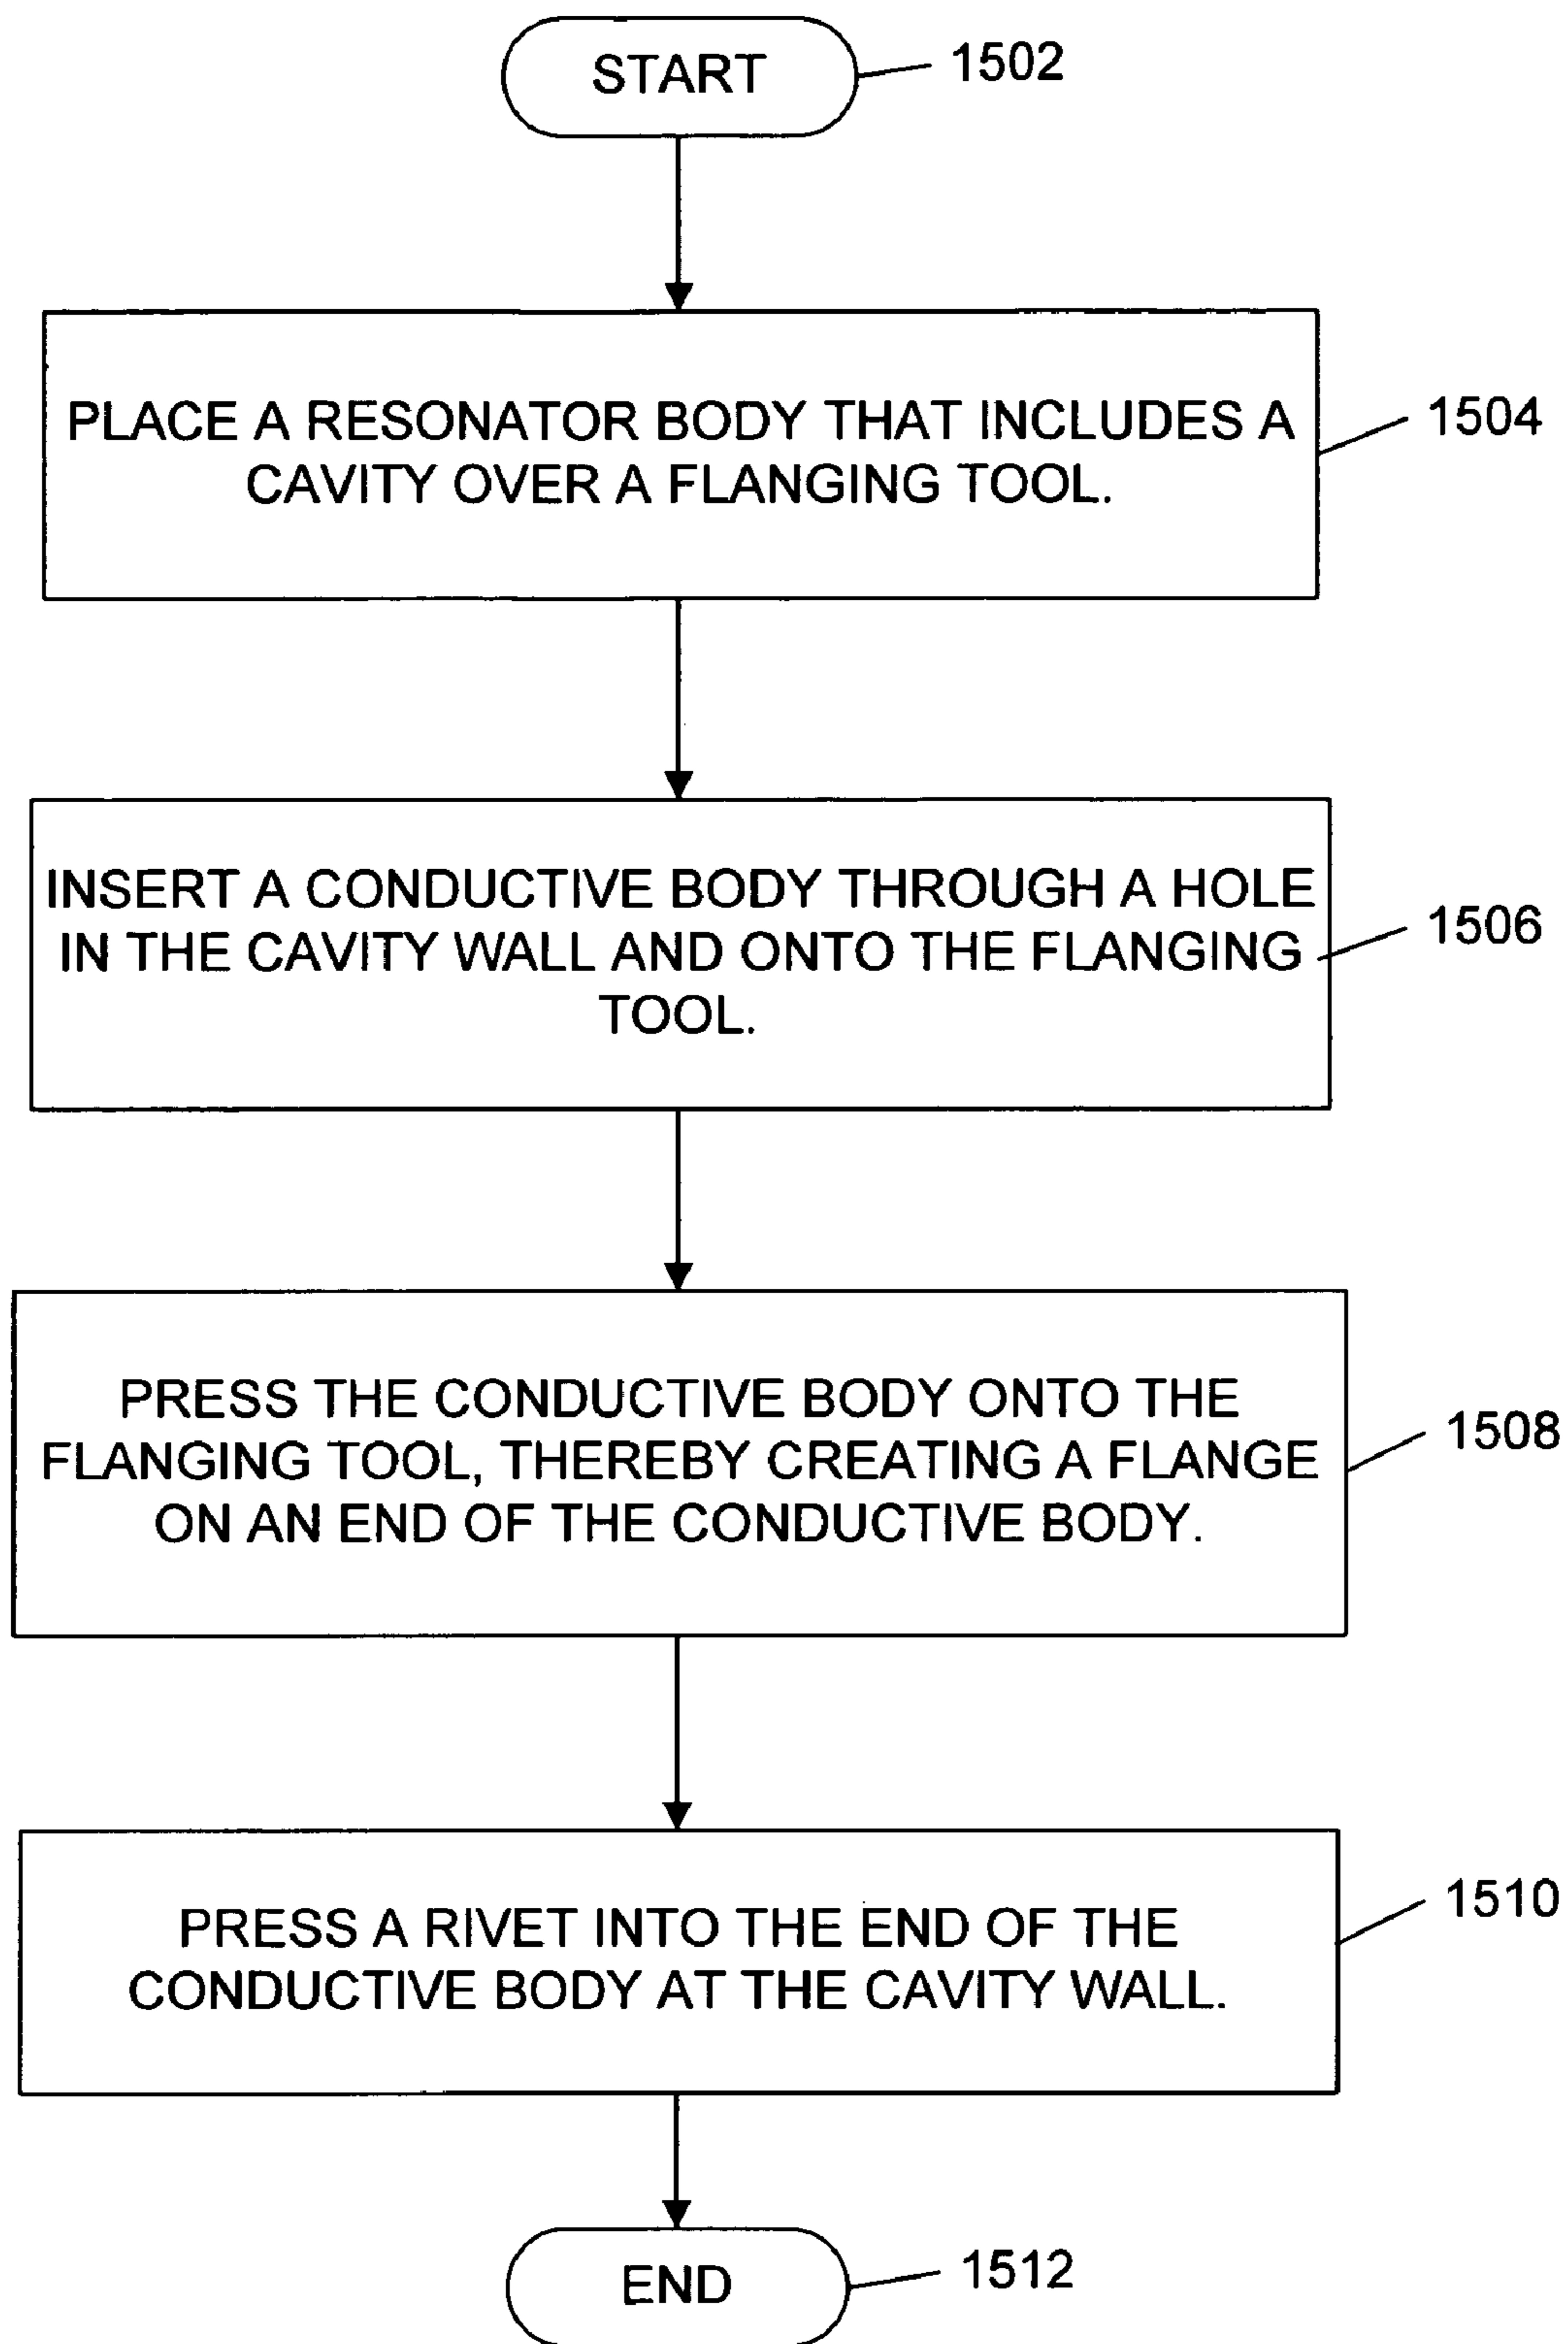 START
1502
PLACE A RESONATOR BODY THAT INCLUDES A
CAVITY OVER A FLANGING TOOL.
1504
INSERT A CONDUCTIVE BODY THROUGH A HOLE
IN THE CAVITY WALL AND ONTO THE FLANGING
TOOL.
1506
PRESS THE CONDUCTIVE BODY ONTO THE
FLANGING TOOL, THEREBY CREATING A FLANGE
ON AN END OF THE CONDUCTIVE BODY.
1508
PRESS A RIVET INTO THE END OF THE
CONDUCTIVE BODY AT THE CAVITY WALL.
1510
END
1512